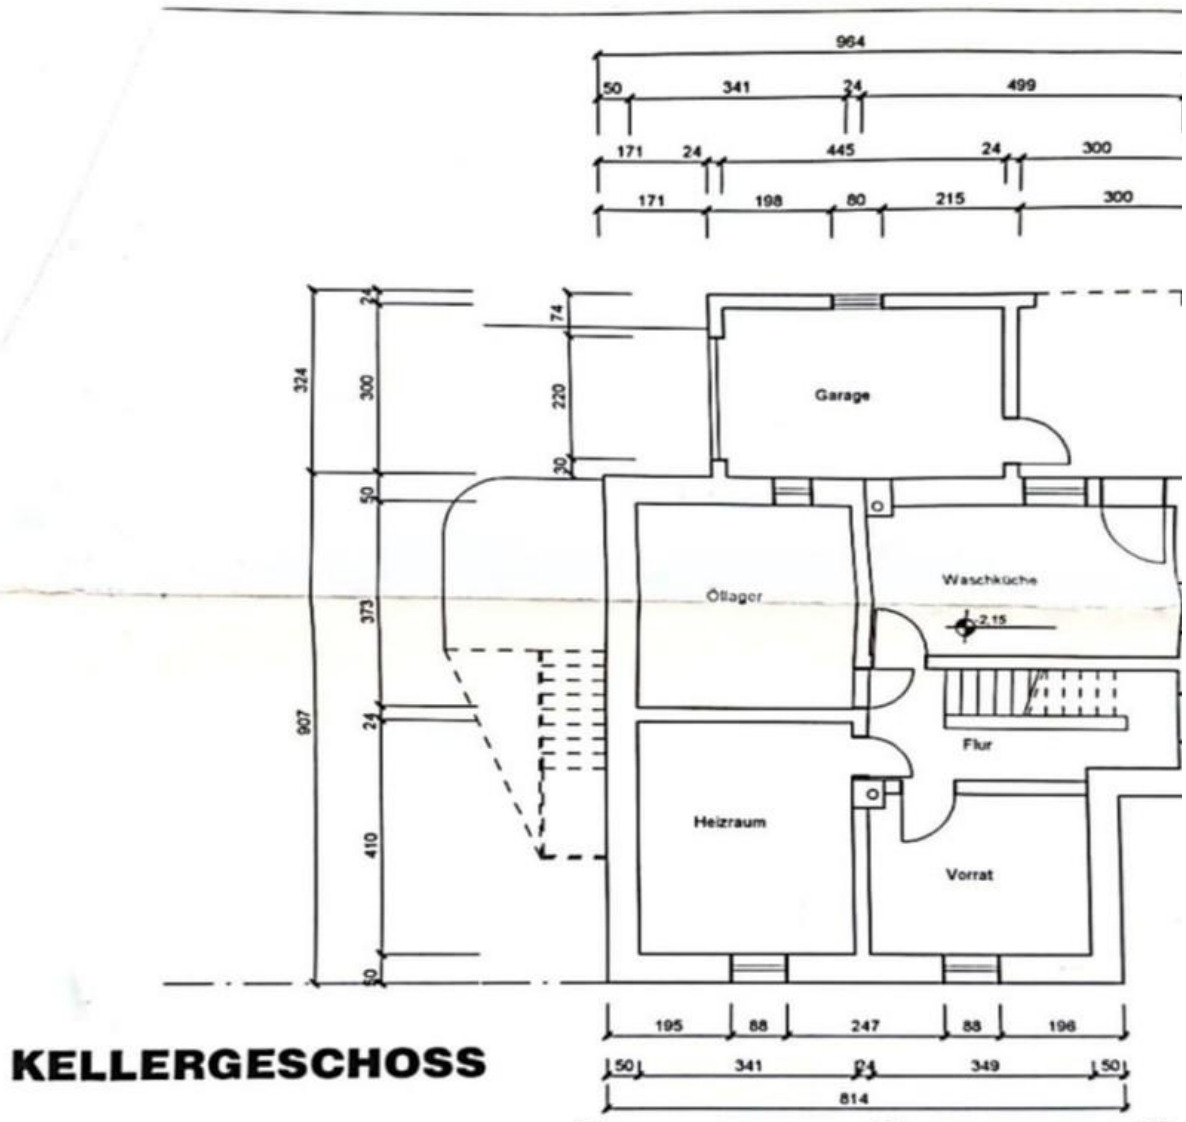 964
50 341 24 499
171 24 445 24 300
171 198 80 215 300
24
74
324
300
220
Garage
30
50
Waschküche
Öllager
373
-2,15
907
24
Flur
Heizraum
410
Vorrat
50
195 88 247 88 196
KELLERGESCHOSS
50 341 24 349 50
814